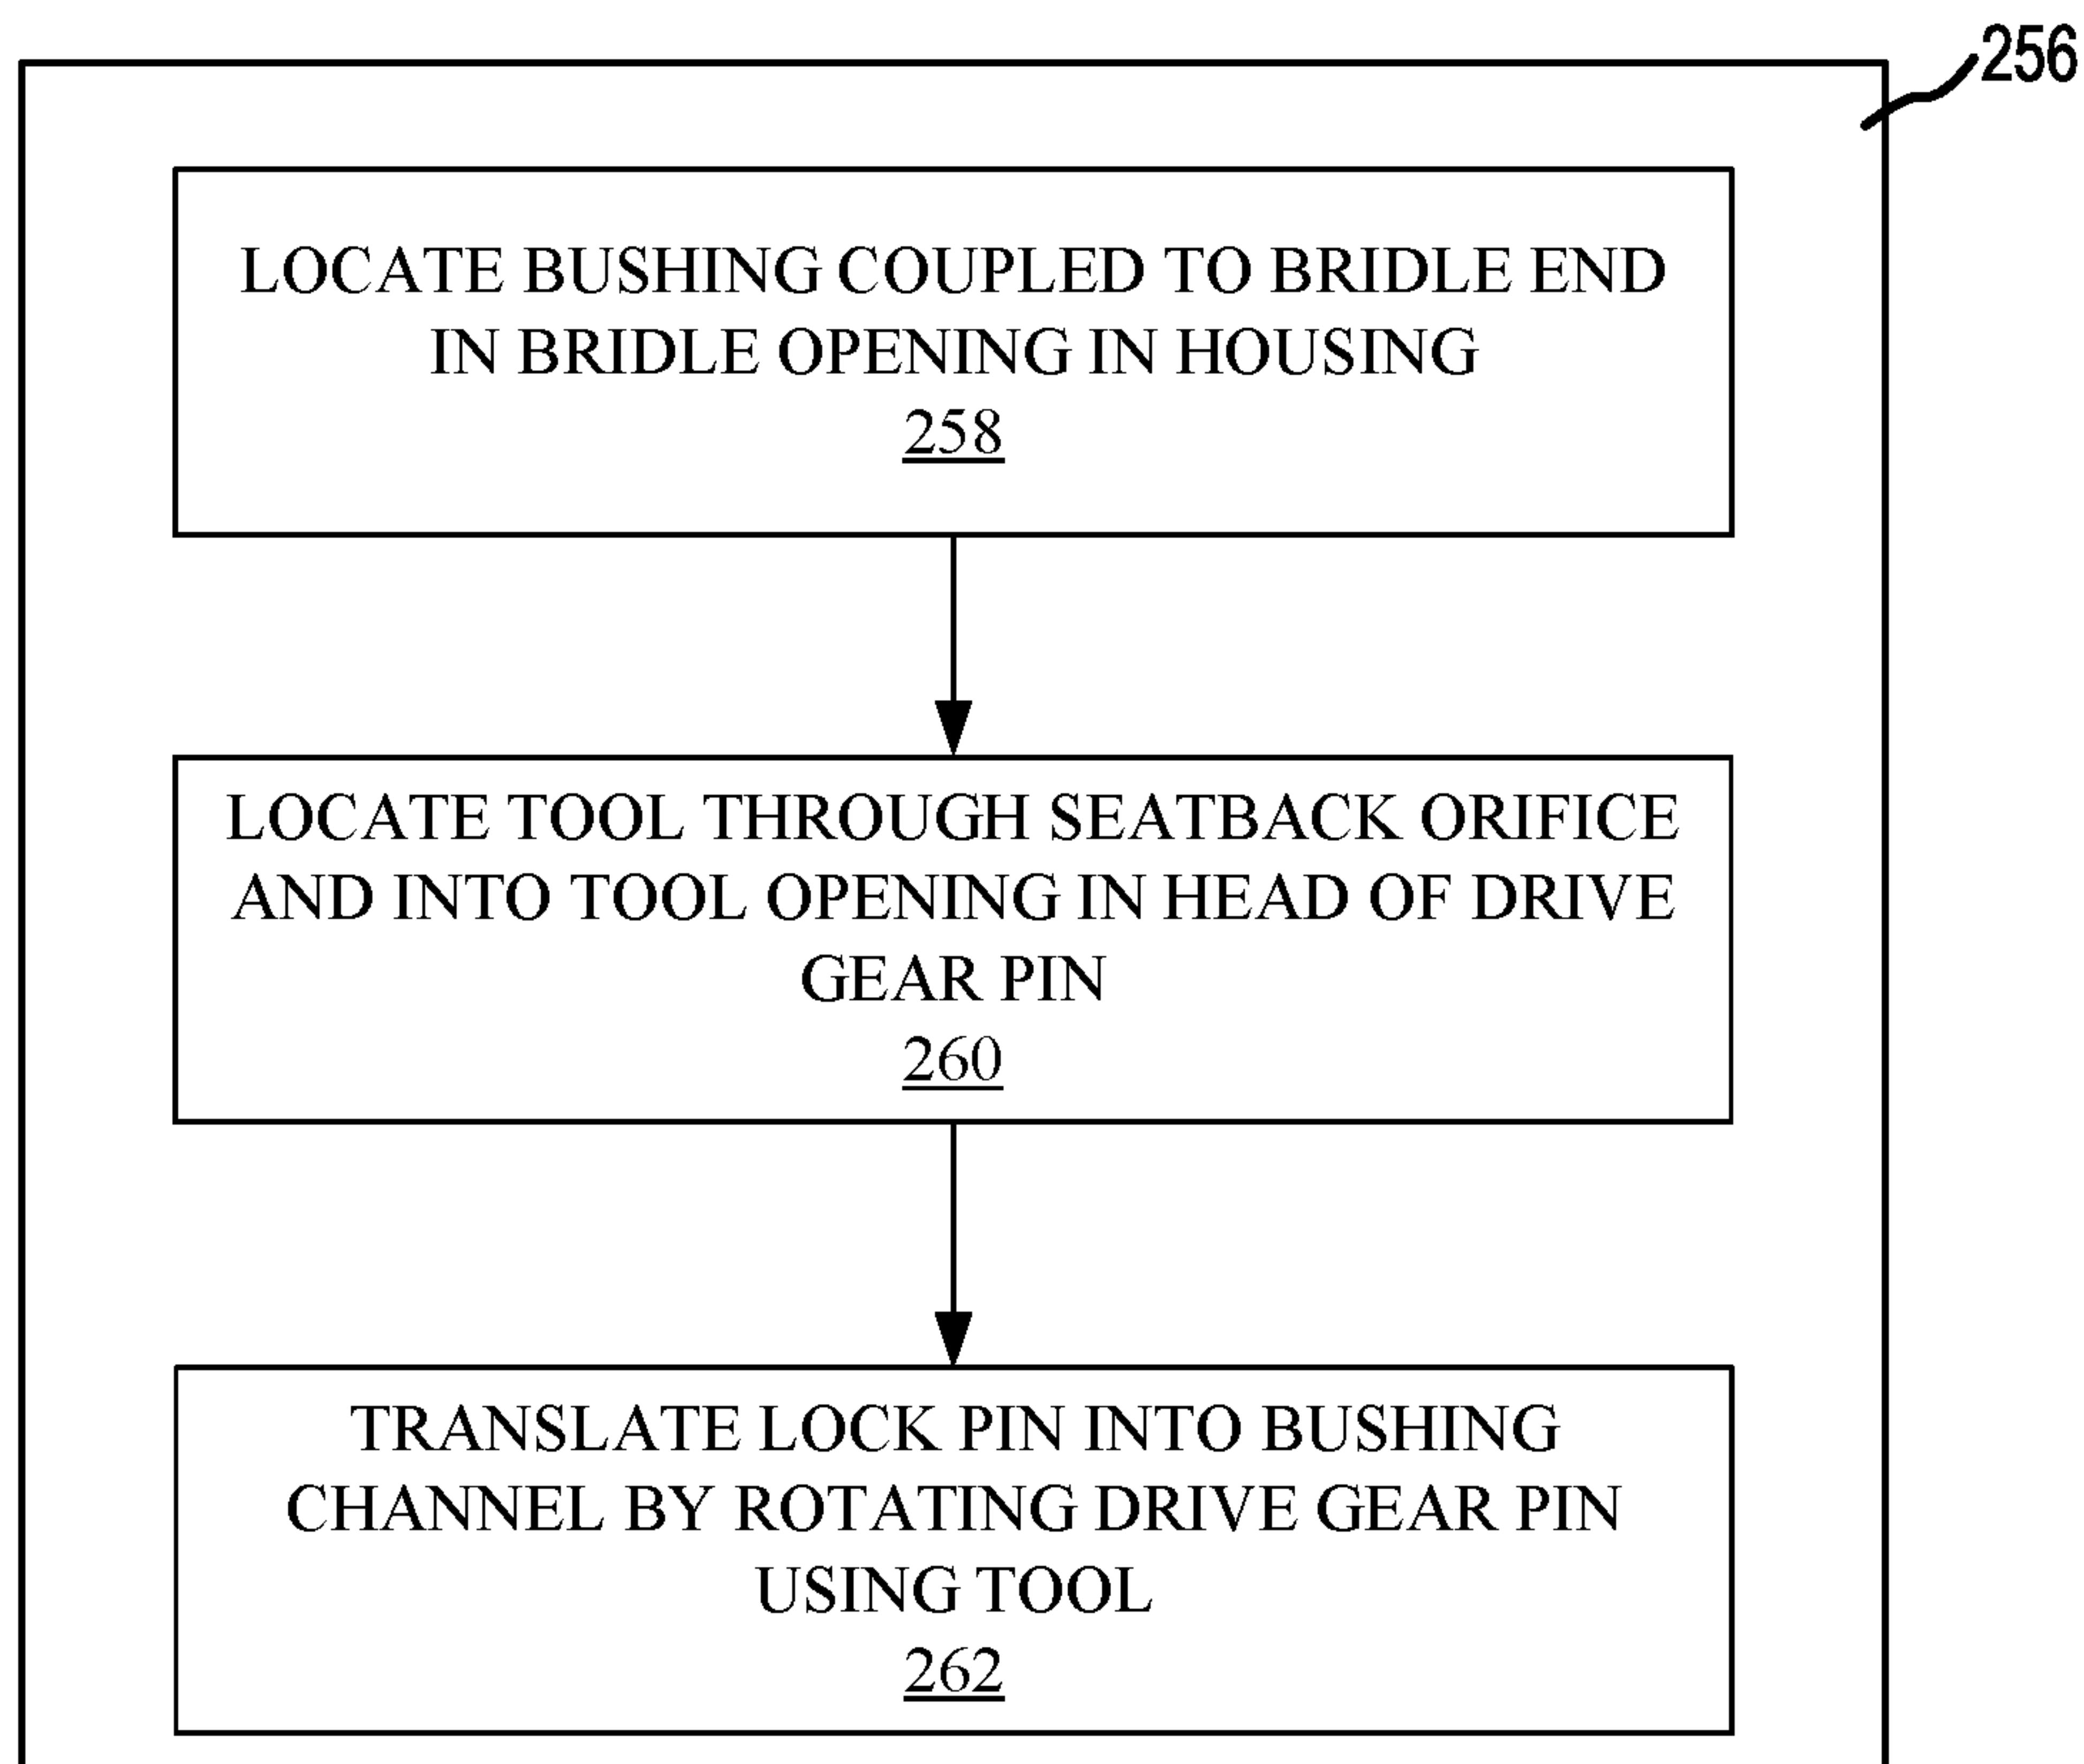 256
LOCATE BUSHING COUPLED TO BRIDLE END
IN BRIDLE OPENING IN HOUSING
258
LOCATE TOOL THROUGH SEATBACK ORIFICE
AND INTO TOOL OPENING IN HEAD OF DRIVE
GEAR PIN
260
TRANSLATE LOCK PIN INTO BUSHING
CHANNEL BY ROTATING DRIVE GEAR PIN
USING TOOL
262